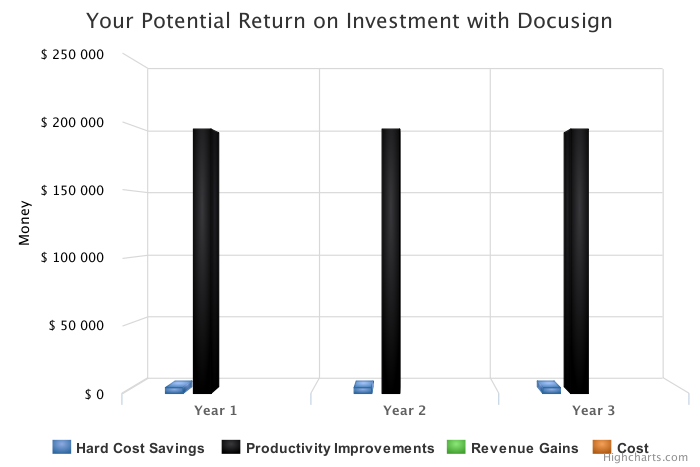 Your Potential Return on Investment with Docusign
$ 250 000
$ 200 000
$ 150 000
$ 100 000
$ 50 000
$ 0
Money
Year 1 Year 2 Year 3
Hard Cost Savings Productivity Improvements Revenue Gains Cost
Highcharts.com